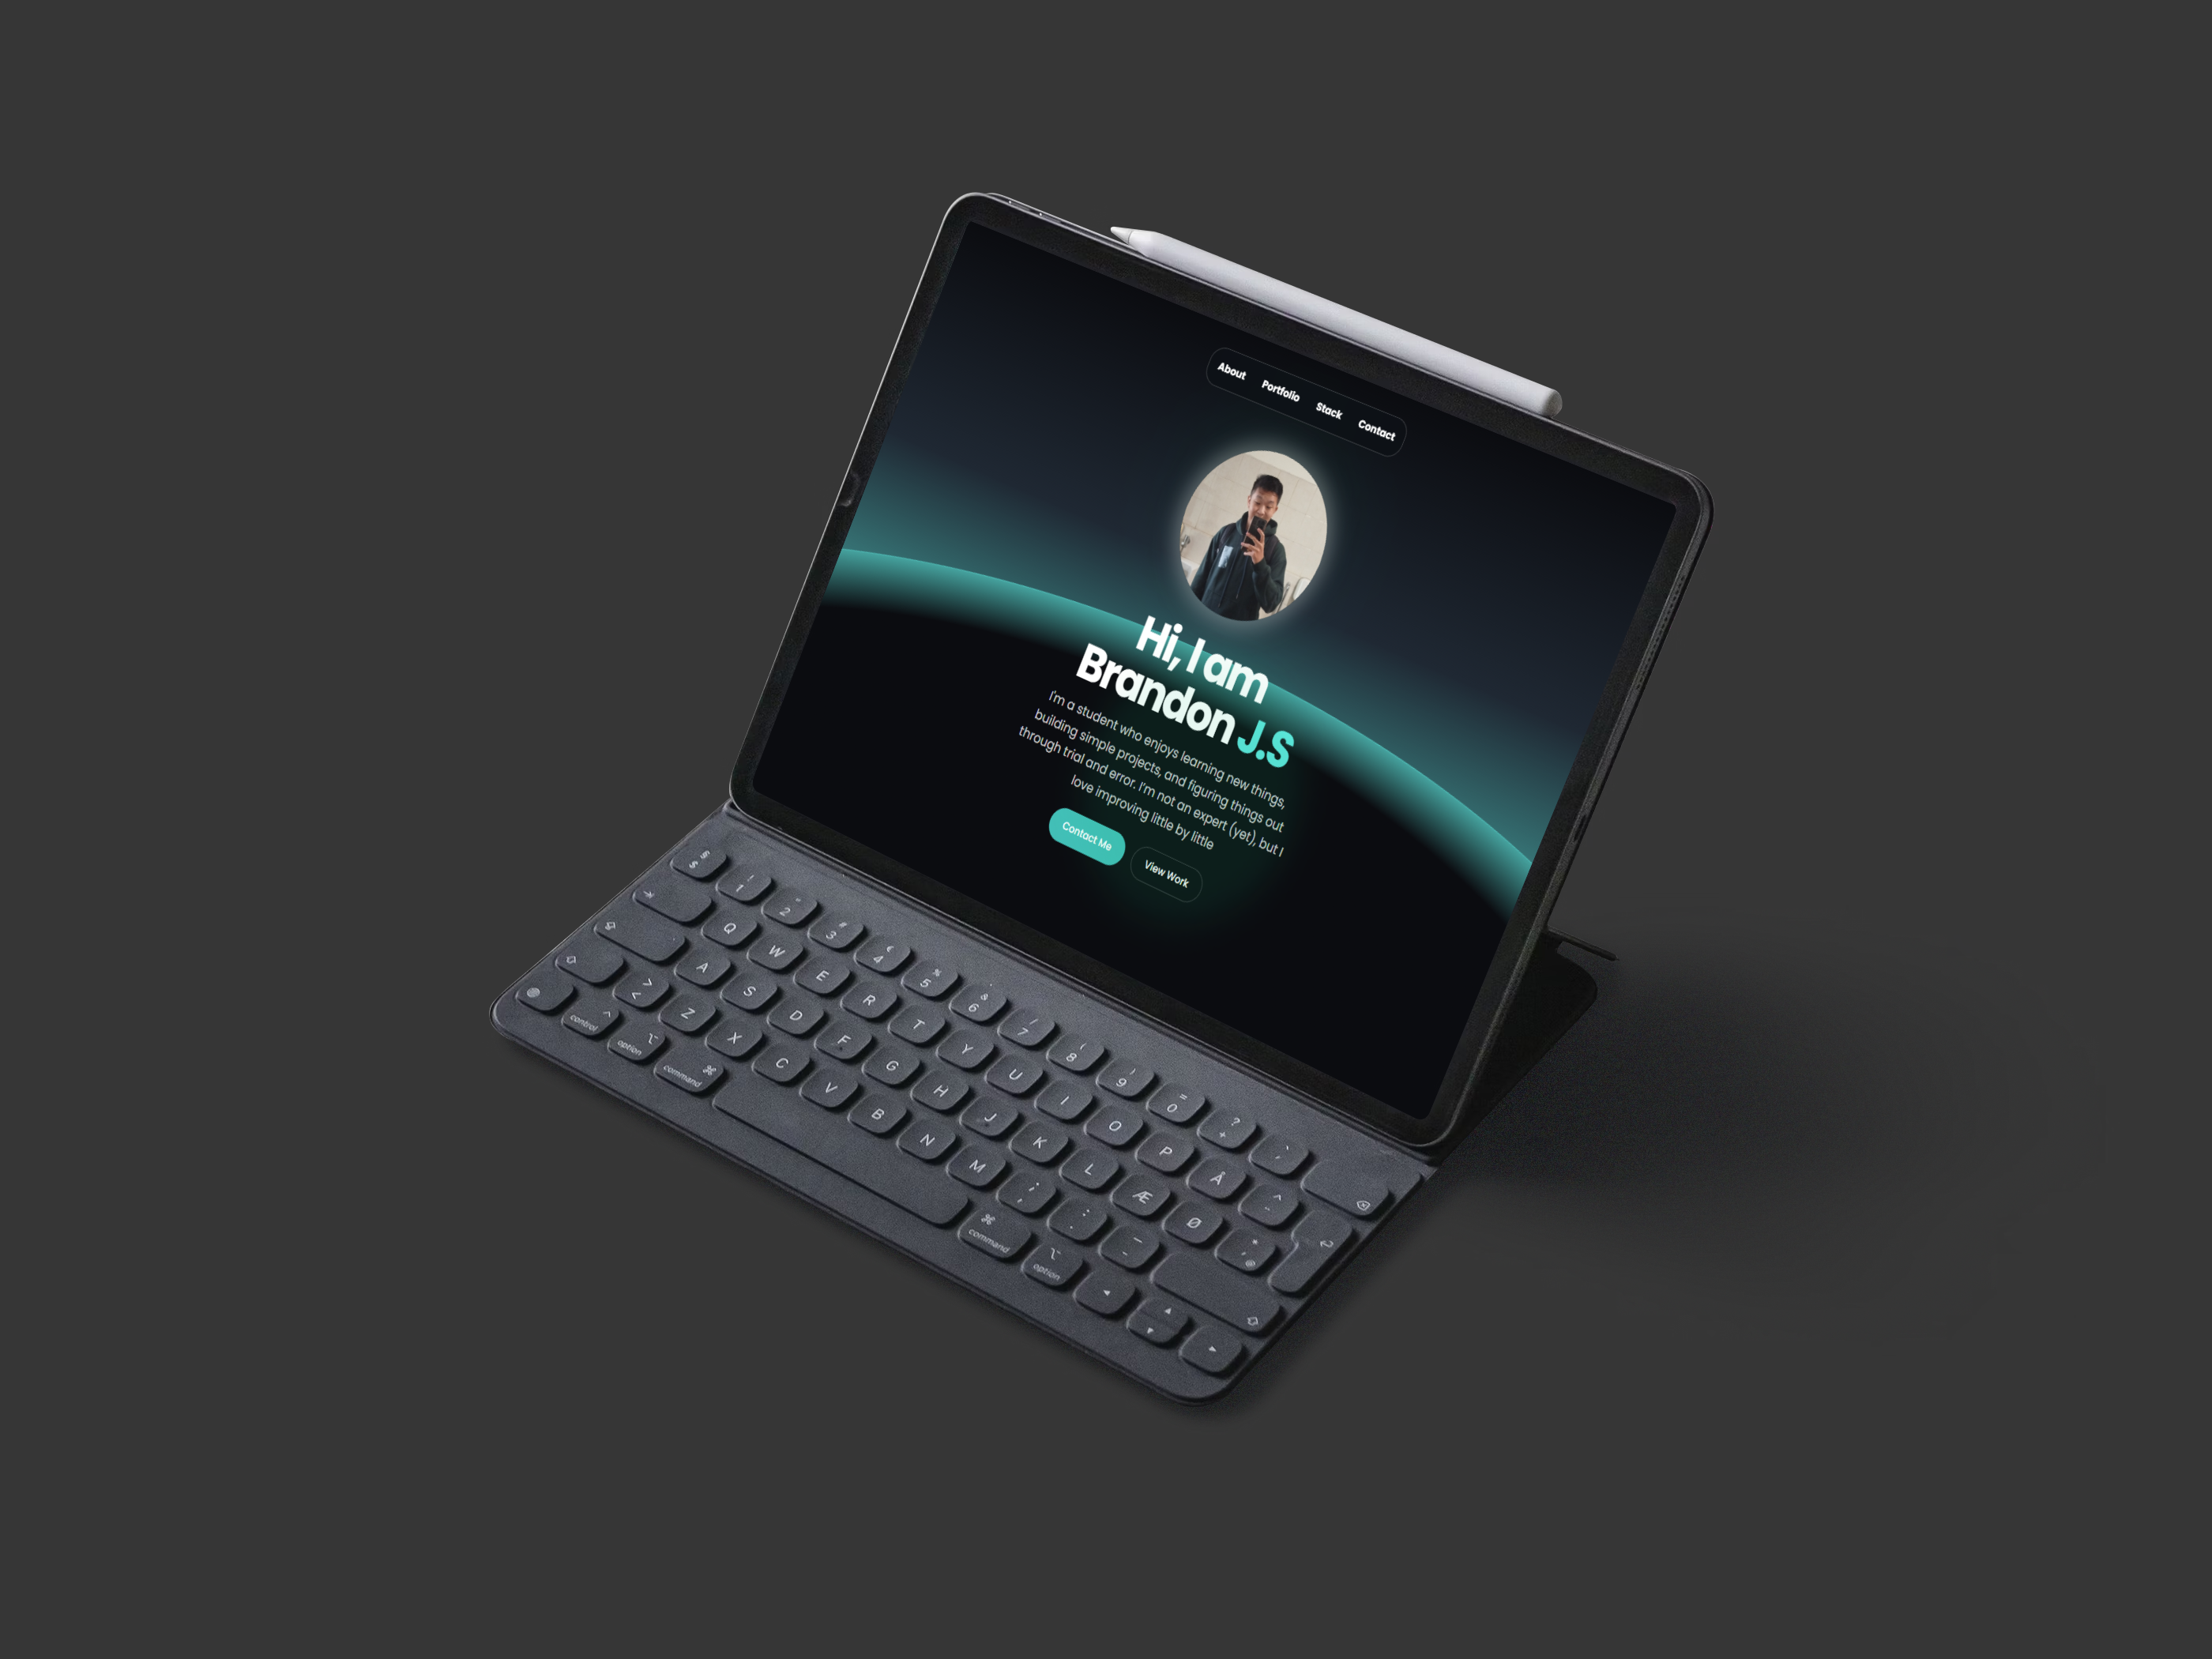 About Portfolio Stack Contact
Hi, I am
Brandon J.S
I'm a student who enjoys learning new things,
building simple projects, and figuring things out
through trial and error. I'm not an expert (yet), but I
love improving little by little
Contact Me View Work
§ ! " # € % & / ( ) = ? `
$ 1 2 3 4 5 6 7 8 9 0 + ´
Q W E R T Y U I O P Å ^ ¨
A S D F G H J K L Æ Ø * ' @
> < Z X C V B N M ; , : . _ -
control option command command option